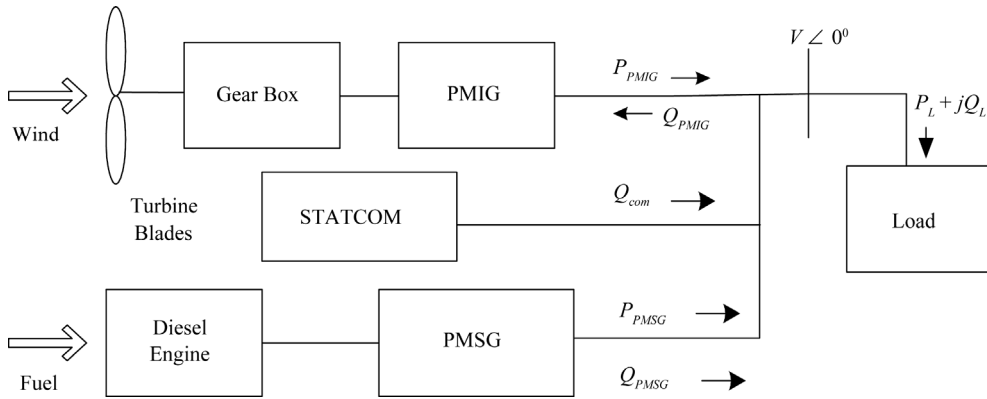 V ∠ 0⁰
P_PMIG
Gear Box
PMIG
Q_PMIG
P_L + jQ_L
Wind
Turbine
Blades
STATCOM
Q_com
Load
Diesel
Engine
PMSG
P_PMSG
Fuel
Q_PMSG